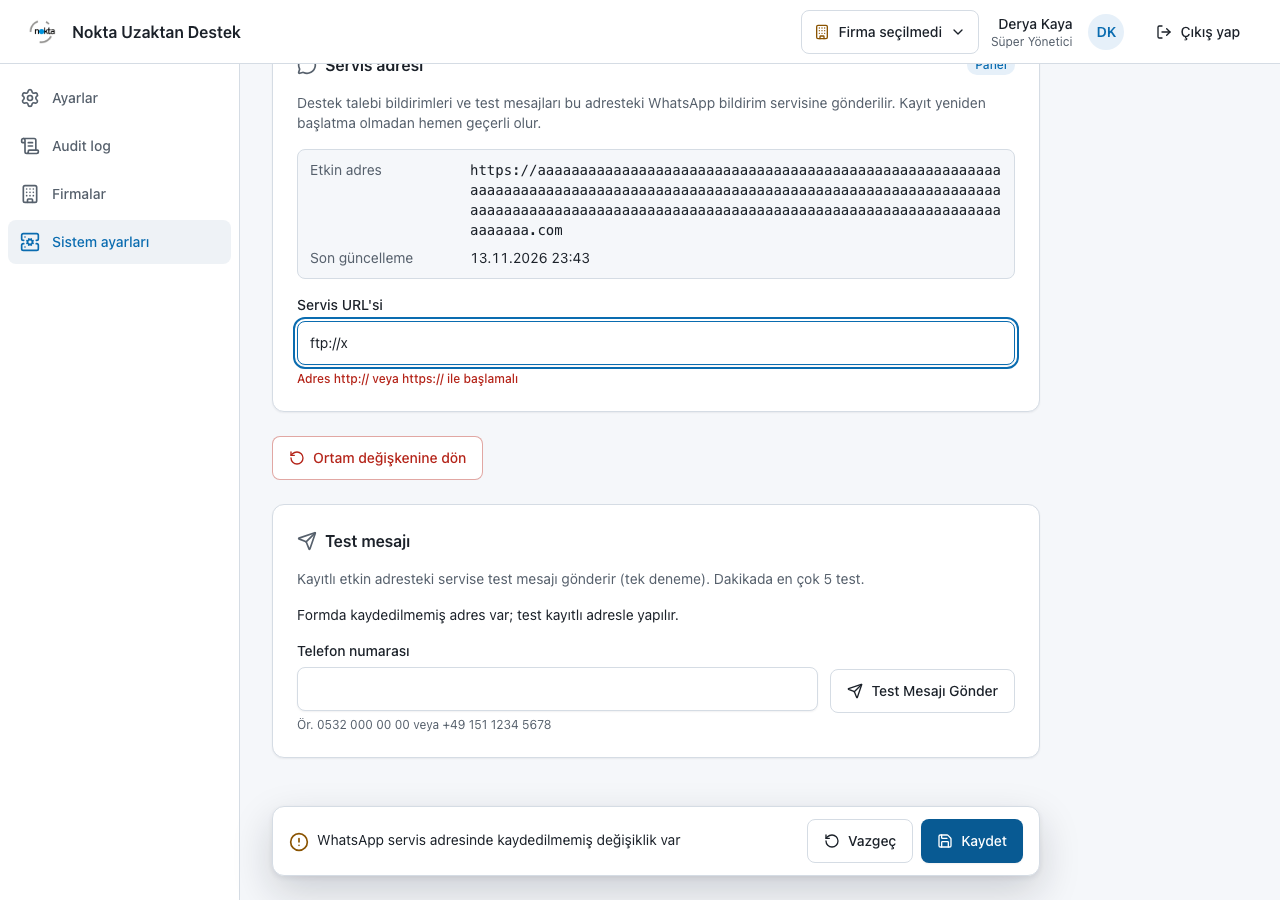 nokta
Nokta Uzaktan Destek
Firma seçilmedi
Derya Kaya
Süper Yönetici
DK
Çıkış yap
Ayarlar
Audit log
Firmalar
Sistem ayarları
Servis adresi
Panel
Destek talebi bildirimleri ve test mesajları bu adresteki WhatsApp bildirim servisine gönderilir. Kayıt yeniden
başlatma olmadan hemen geçerli olur.
Etkin adres
https://aaaaaaaaaaaaaaaaaaaaaaaaaaaaaaaaaaaaaaaaaaaaaaaaaaaaaaa
aaaaaaaaaaaaaaaaaaaaaaaaaaaaaaaaaaaaaaaaaaaaaaaaaaaaaaaaaaaaaaa
aaaaaaaaaaaaaaaaaaaaaaaaaaaaaaaaaaaaaaaaaaaaaaaaaaaaaaaaaaaaaaa
aaaaaaa.com
Son güncelleme
13.11.2026 23:43
Servis URL'si
ftp://x
Adres http:// veya https:// ile başlamalı
Ortam değişkenine dön
Test mesajı
Kayıtlı etkin adresteki servise test mesajı gönderir (tek deneme). Dakikada en çok 5 test.
Formda kaydedilmemiş adres var; test kayıtlı adresle yapılır.
Telefon numarası
Test Mesajı Gönder
Ör. 0532 000 00 00 veya +49 151 1234 5678
WhatsApp servis adresinde kaydedilmemiş değişiklik var
Vazgeç
Kaydet